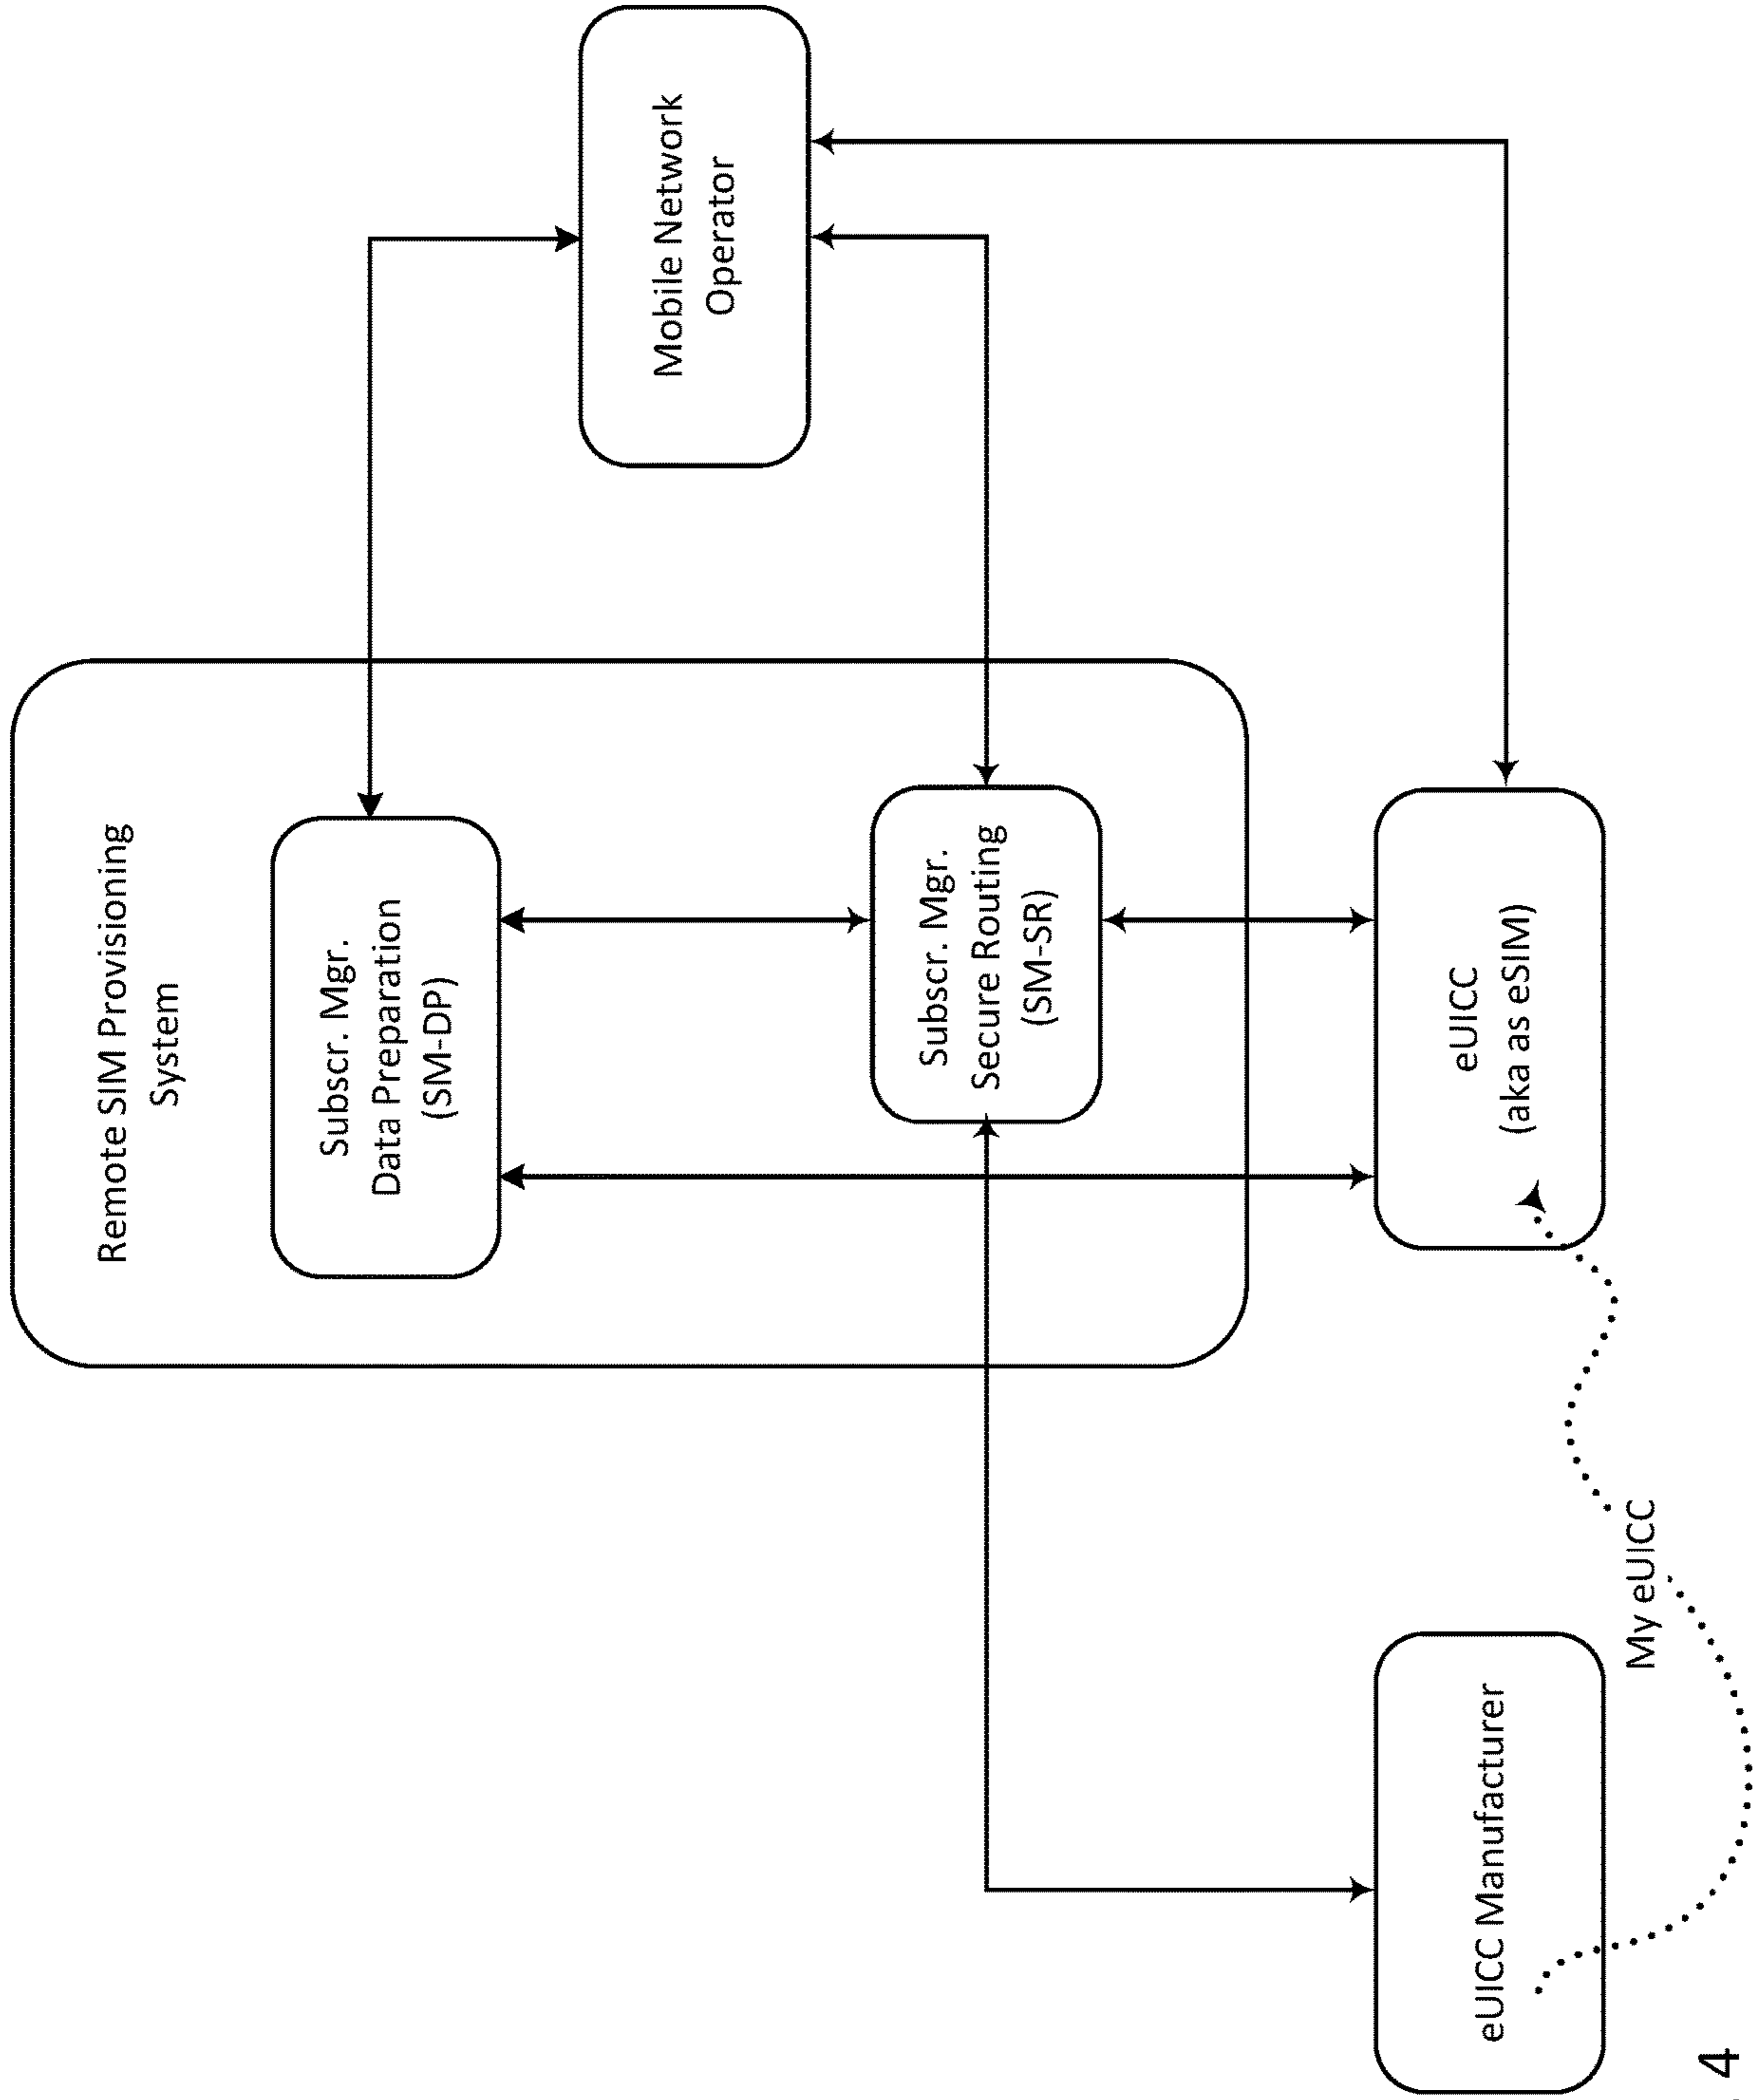 Remote SIM Provisioning
System
Subscr. Mgr.
Data Preparation
(SM-DP)
Mobile Network
Operator
Subscr. Mgr.
Secure Routing
(SM-SR)
eUICC Manufacturer
eUICC
(aka as eSIM)
My eUICC
4